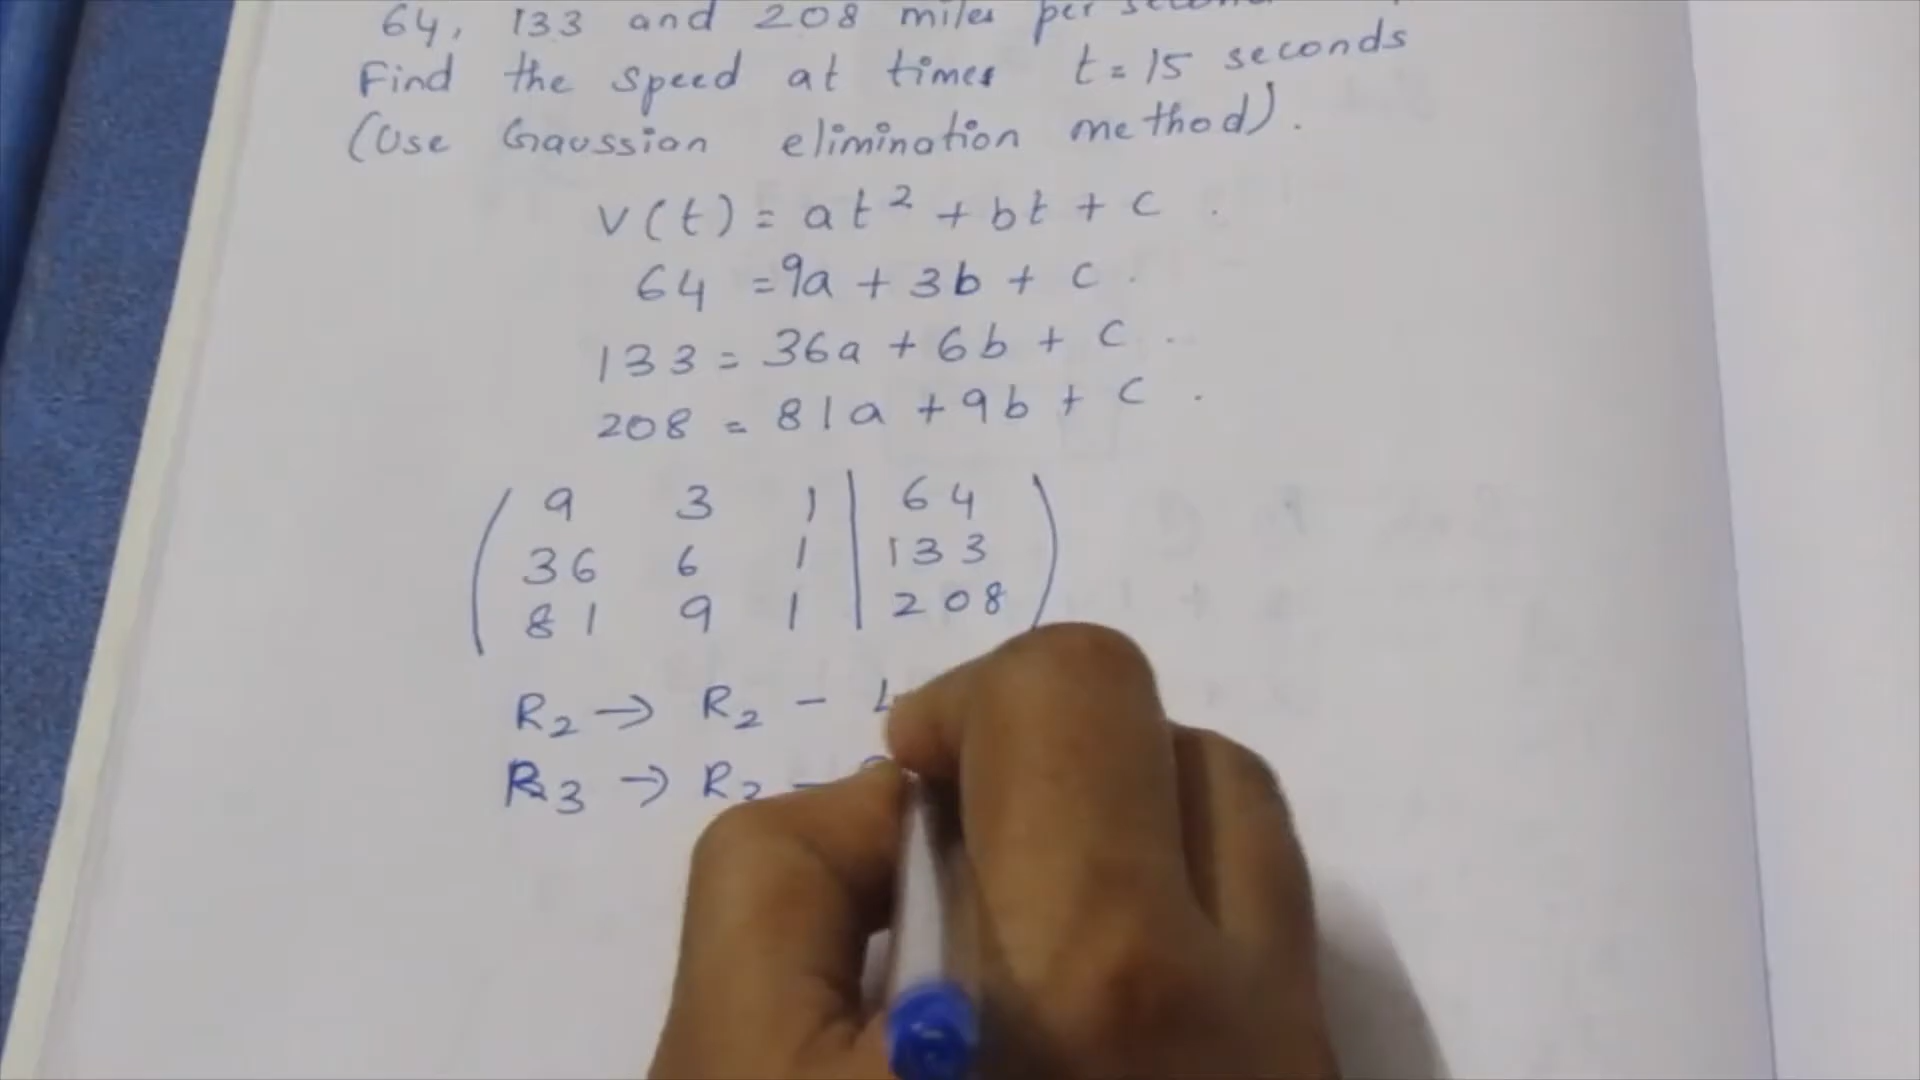 64, 133 and 208 miles per
Find the speed at times t = 15 seconds
(Use Gaussian elimination method).
v(t) = at² + bt + c
64 = 9a + 3b + c
133 = 36a + 6b + c
208 = 81a + 9b + c
9 3 1 | 64
36 6 1 | 133
81 9 1 | 208
R₂ → R₂ -
R₃ → R₃ -